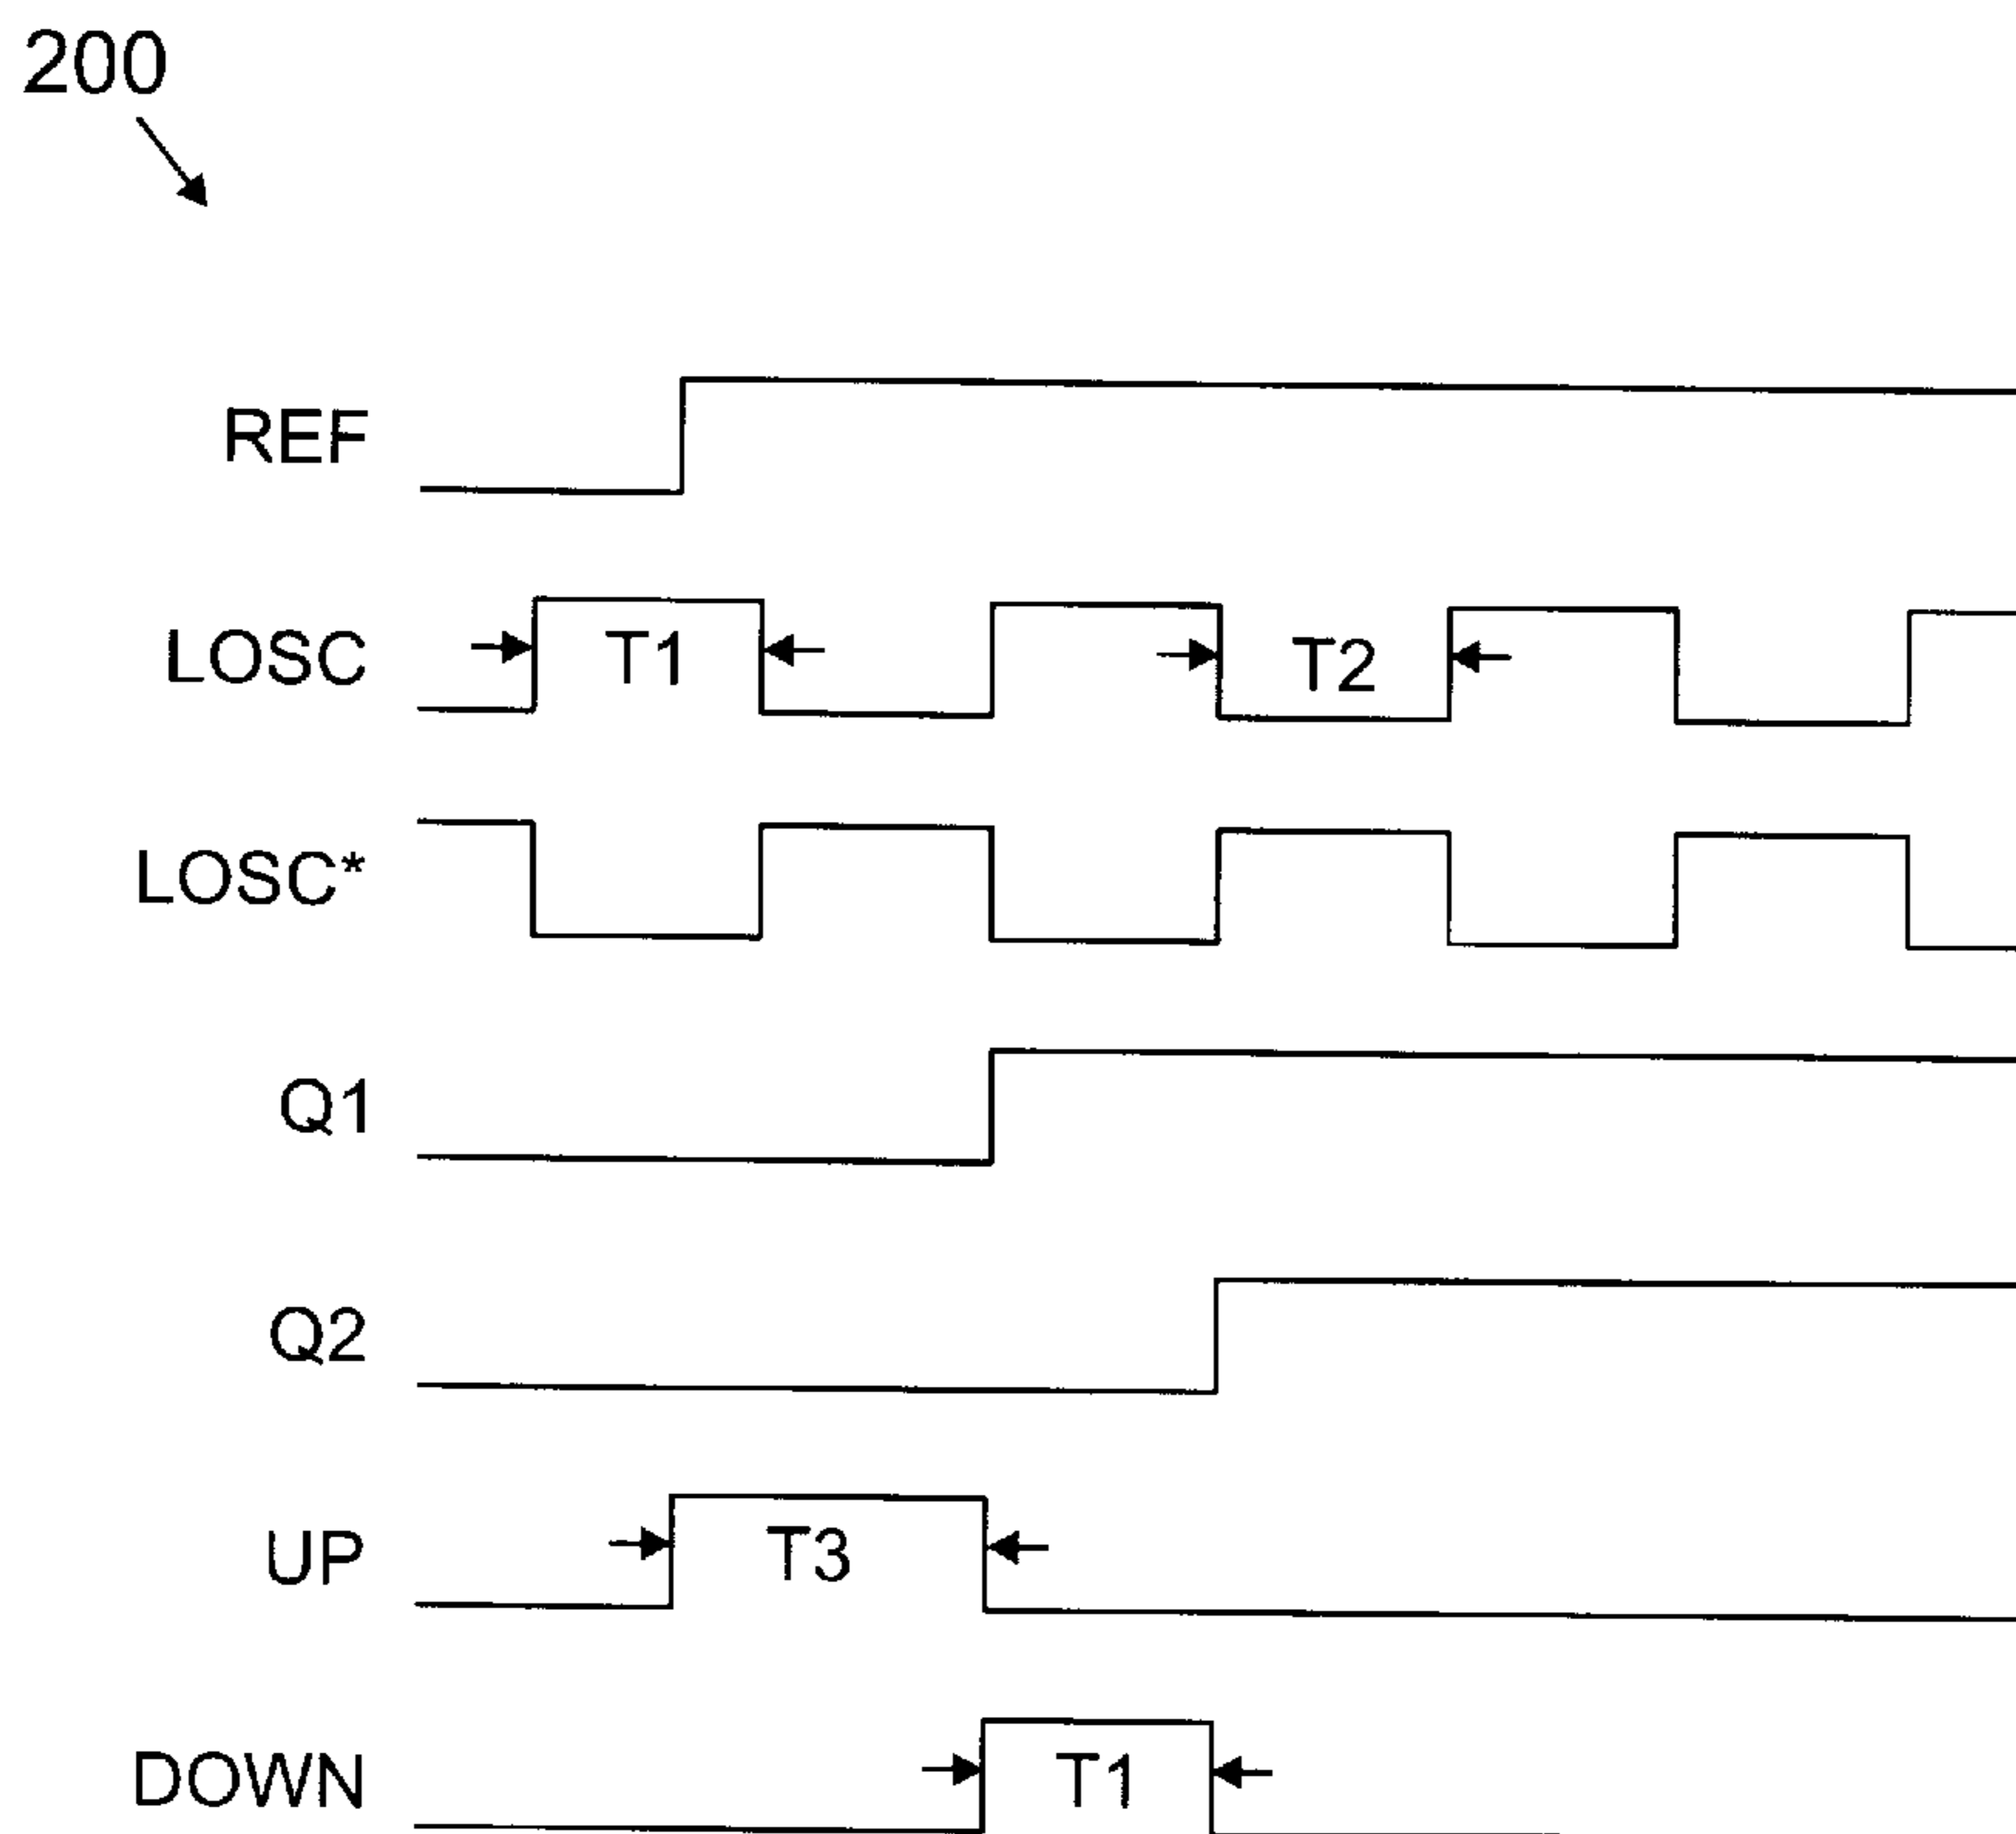 200
REF
LOSC T1 T2
LOSC*
Q1
Q2
UP T3
DOWN T1